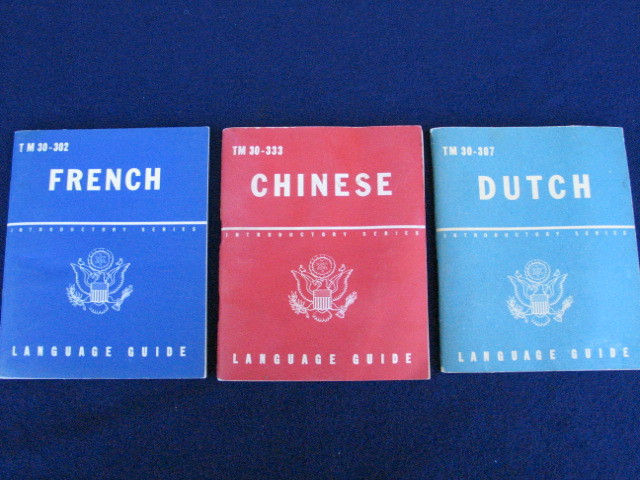 TM 30-302
FRENCH
INTRODUCTORY SERIES
LANGUAGE GUIDE
TM 30-333
CHINESE
INTRODUCTORY SERIES
LANGUAGE GUIDE
TM 30-307
DUTCH
INTRODUCTORY SERIES
LANGUAGE GUIDE